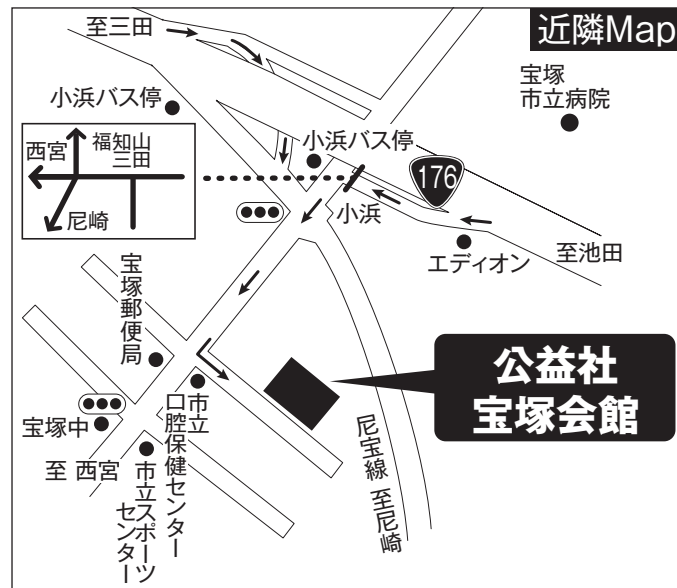 近隣Map
至三田
小浜バス停
宝塚
市立病院
西宮
福知山
三田
尼崎
小浜バス停
176
小浜
エディオン
至池田
宝塚郵便局
公益社
宝塚会館
宝塚中
至 西宮
市立
口腔保健センター
市立スポーツ
センター
尼宝線 至尼崎